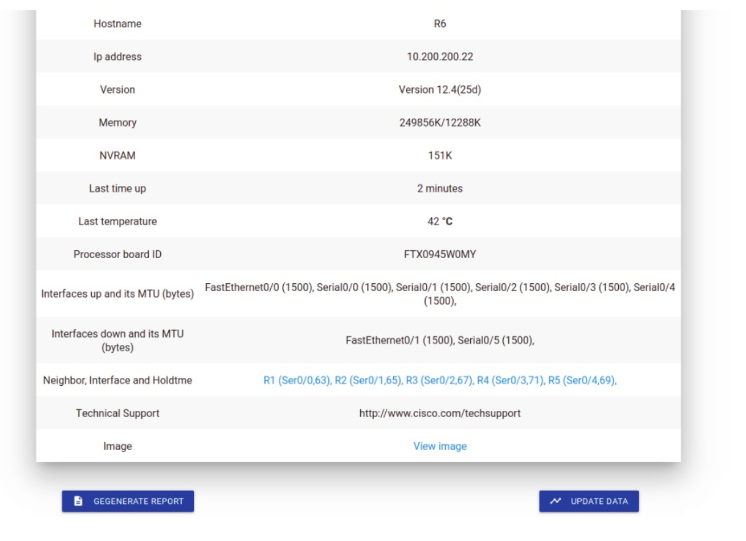 Hostname R6
Ip address 10.200.200.22
Version Version 12.4(25d)
Memory 249856K/12288K
NVRAM 151K
Last time up 2 minutes
Last temperature 42 °C
Processor board ID FTX0945W0MY
Interfaces up and its MTU (bytes) FastEthernet0/0 (1500), Serial0/0 (1500), Serial0/1 (1500), Serial0/2 (1500), Serial0/3 (1500), Serial0/4
(1500),
Interfaces down and its MTU
(bytes) FastEthernet0/1 (1500), Serial0/5 (1500),
Neighbor, Interface and Holdtme R1 (Ser0/0,63), R2 (Ser0/1,65), R3 (Ser0/2,67), R4 (Ser0/3,71), R5 (Ser0/4,69),
Technical Support http://www.cisco.com/techsupport
Image View image
GEGENERATE REPORT UPDATE DATA